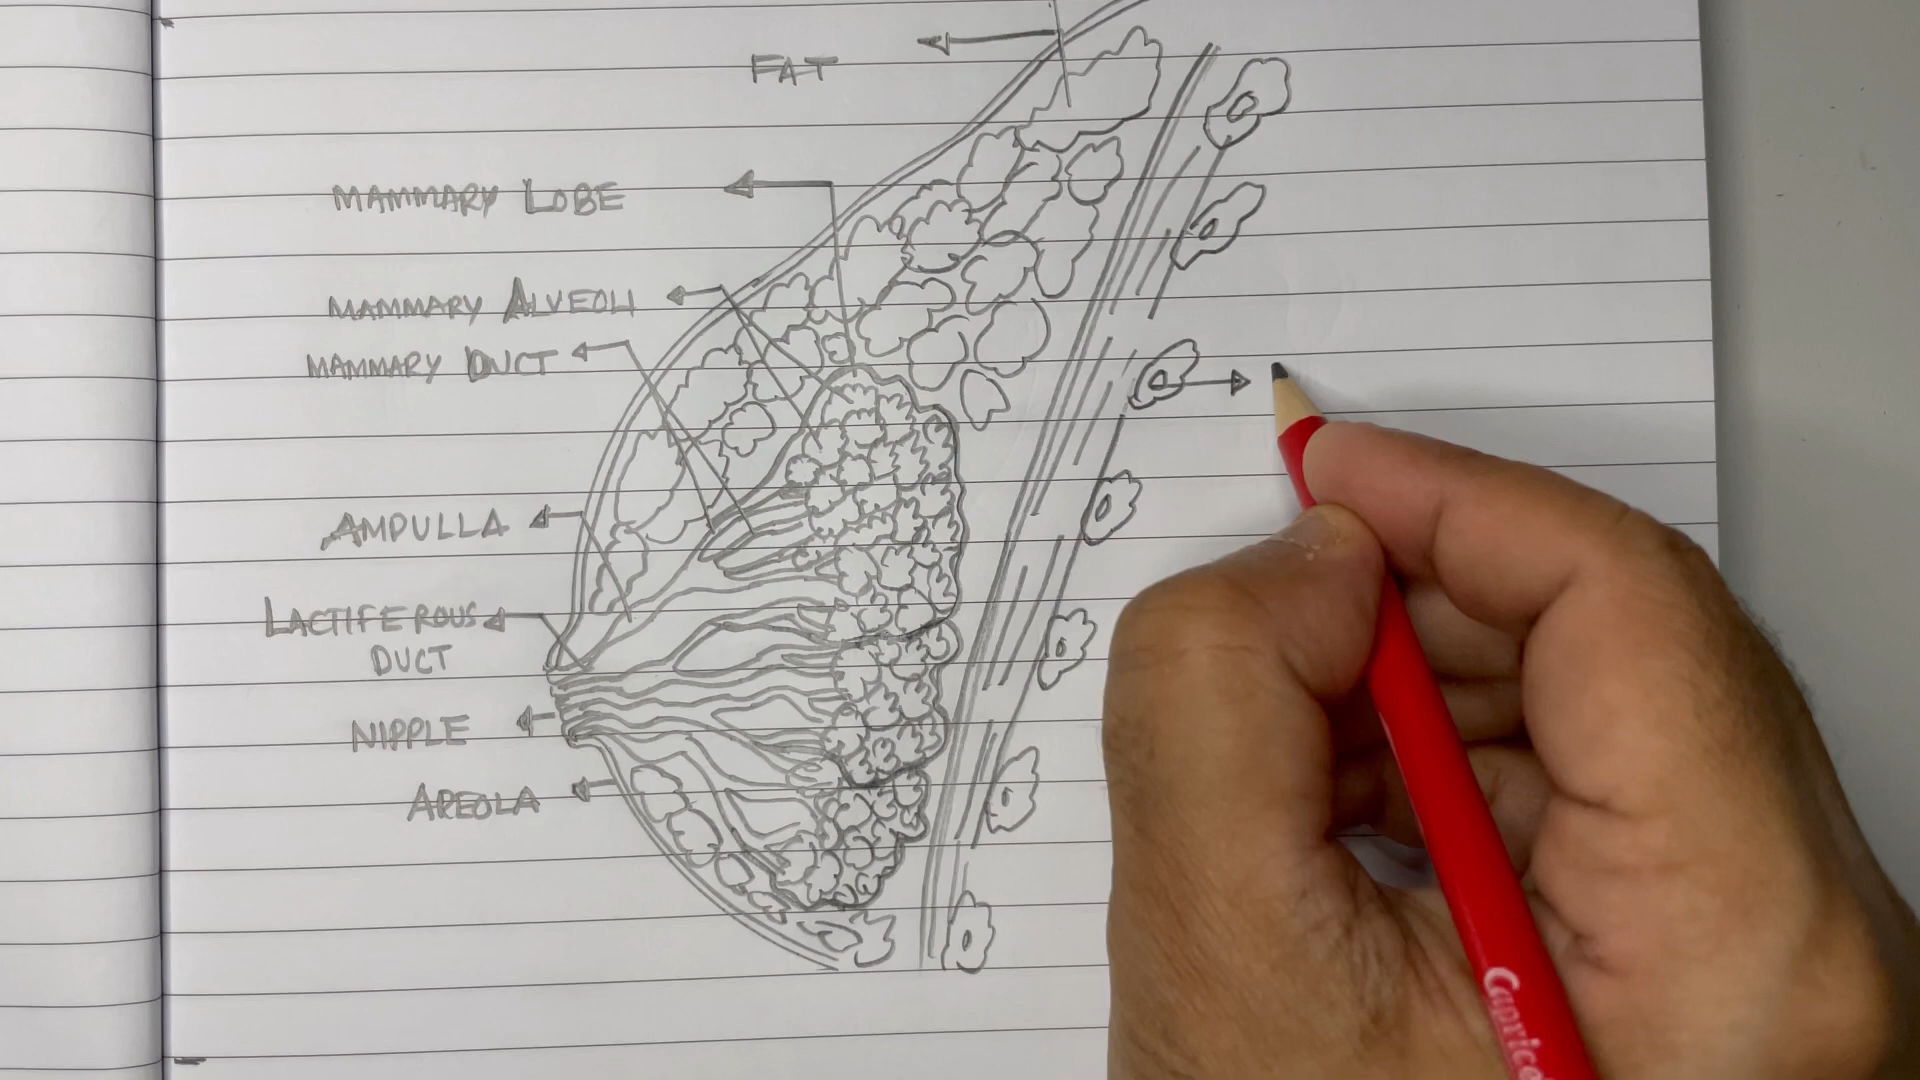 FAT
MAMMARY LOBE
MAMMARY ALVEOLI
MAMMARY DUCT
AMPULLA
LACTIFEROUS
DUCT
NIPPLE
AREOLA